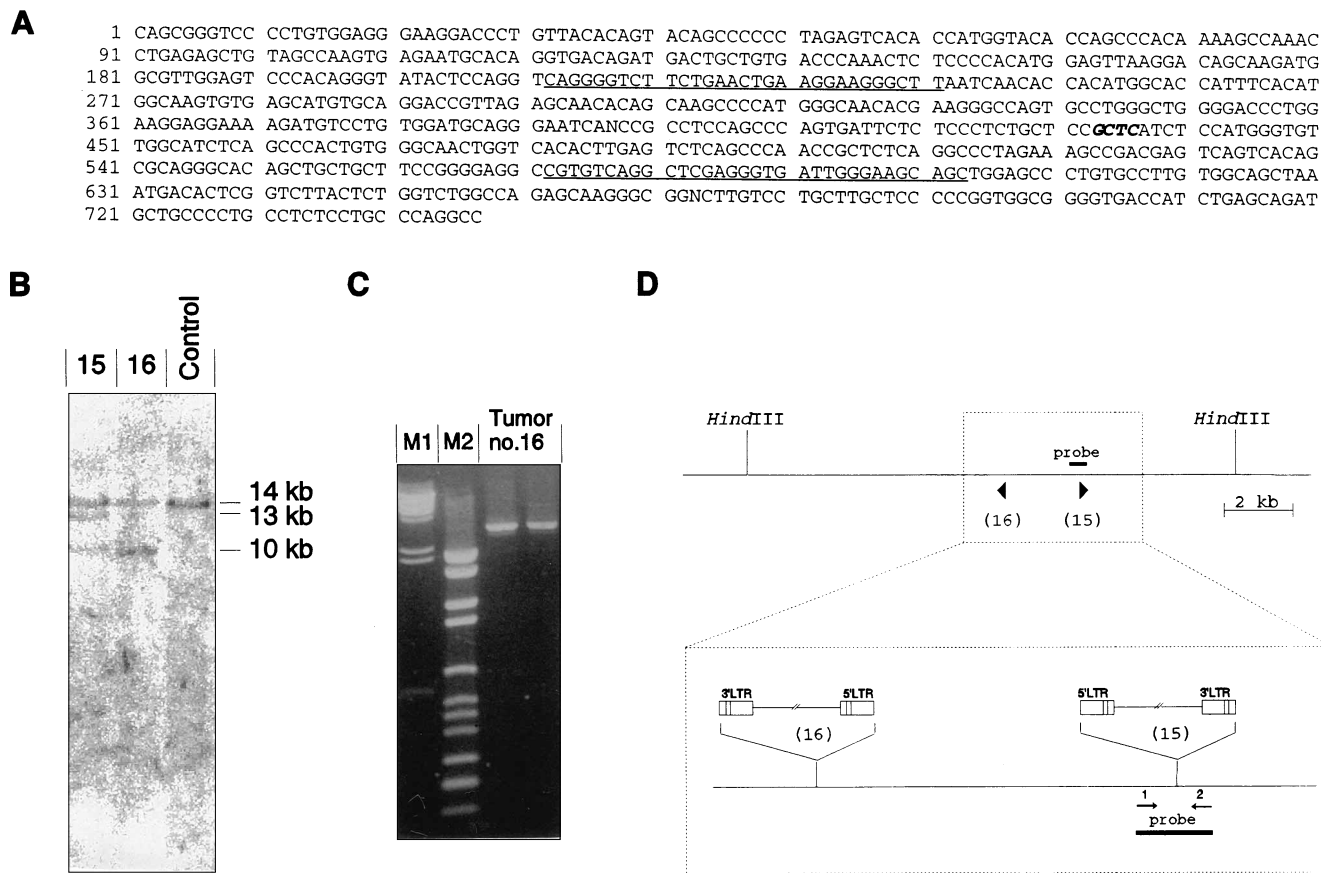 A
1 CAGCGGGTCC CCTGTGGAGG GAAGGACCCT GTTACACAGT ACAGCCCCCC TAGAGTCACA CCATGGTACA CCAGCCCACA AAAGCCAAAC
91 CTGAGAGCTG TAGCCAAGTG AGAATGCACA GGTGACAGAT GACTGCTGTG ACCCAAACTC TCCCCACATG GAGTTAAGGA CAGCAAGATG
181 GCGTTGGAGT CCCACAGGGT ATACTCCAGG TCAGGGGTCT TCTGAACTGA AGGAAGGGCT TAATCAACAC CACATGGCAC CATTTCACAT
271 GGCAAGTGTG AGCATGTGCA GGACCGTTAG AGCAACACAG CAAGCCCCAT GGGCAACACG AAGGGCCAGT GCCTGGGCTG GGGACCCTGG
361 AAGGAGGAAA AGATGTCCTG TGGATGCAGG GAATCANCCG CCTCCAGCCC AGTGATTCTC TCCCTCTGCT CCGCTCATCT CCATGGGTGT
451 TGGCATCTCA GCCCACTGTG GGCAACTGGT CACACTTGAG TCTCAGCCCA ACCGCTCTCA GGCCCTAGAA AGCCGACGAG TCAGTCACAG
541 CGCAGGGCAC AGCTGCTGCT TCCGGGGAGG CCGTGTCAGG CTCGAGGGTG ATTGGGAAGC AGCTGGAGCC CTGTGCCTTG TGGCAGCTAA
631 ATGACACTCG GTCTTACTCT GGTCTGGCCA GAGCAAGGGC GGNCTTGTCC TGCTTGCTCC CCCGGTGGCG GGGTGACCAT CTGAGCAGAT
721 GCTGCCCCTG CCTCTCCTGC CCAGGCC
B
15 16 Control
14 kb
13 kb
10 kb
C
M1 M2 Tumor no.16
D
HindIII HindIII
probe
(16) (15)
2 kb
3'LTR 5'LTR 5'LTR 3'LTR
(16) (15)
1 2
probe